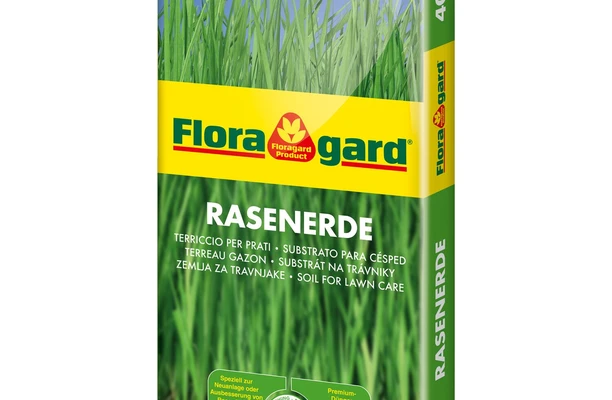 Flora gard®
Floragard
Product
RASENERDE
TERRICCIO PER PRATI • SUBSTRATO PARA CÉSPED
TERREAU GAZON • SUBSTRÁT NA TRÁVNIKY
ZEMLJA ZA TRAVNJAKE • SOIL FOR LAWN CARE
Speziell zur
Neuanlage oder
Ausbesserung von
Premium-
40
Floragard
RASENERDE